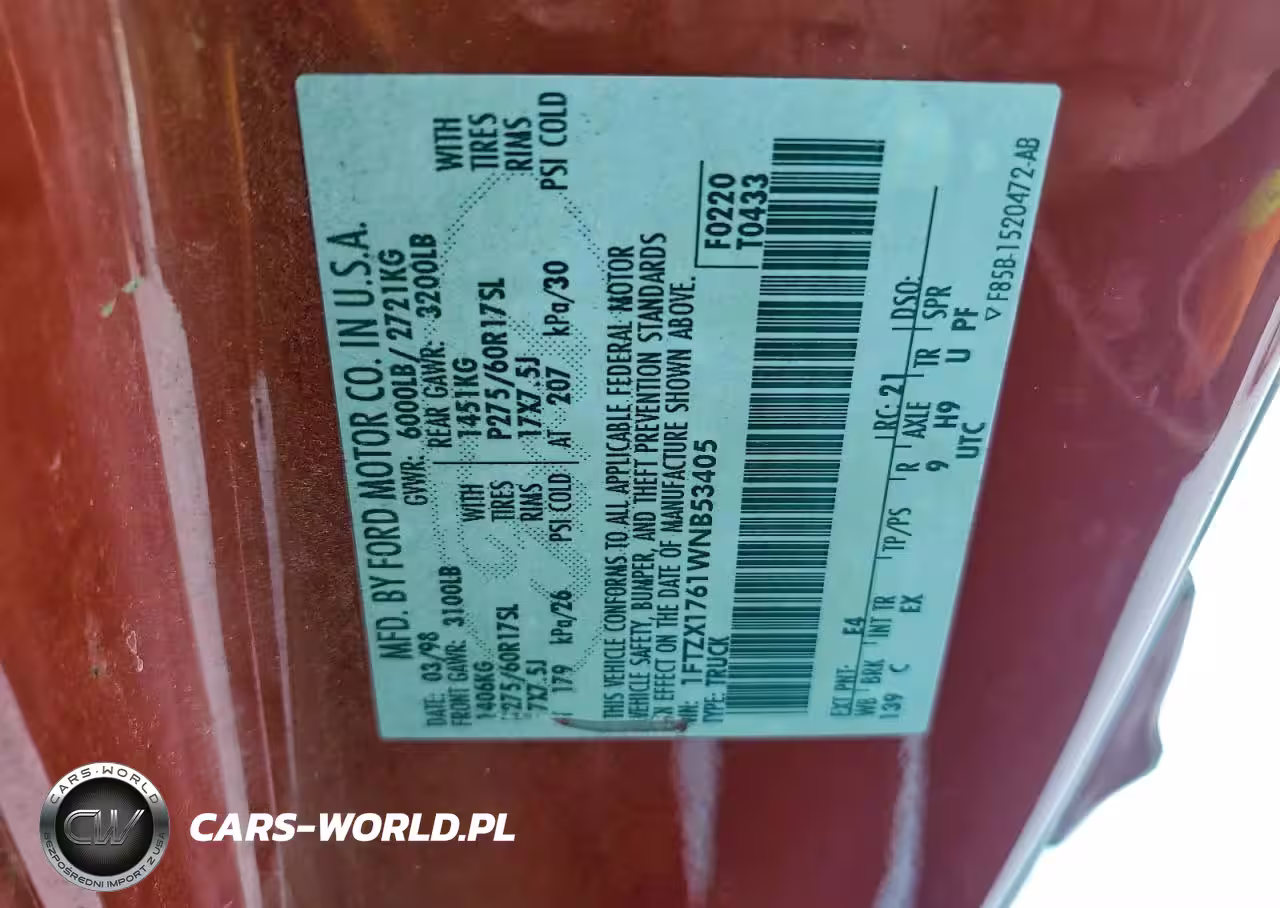 MFD. BY FORD MOTOR CO. IN U.S.A.
DATE: 03/98 GVWR: 6000LB/ 2721KG
FRONT GAWR: 3100LB REAR GAWR: 3200LB
1406KG WITH 1451KG WITH
275/60R17SL TIRES P275/60R17SL TIRES
7X7.5J RIMS 17X7.5J RIMS
179 kPa/26 PSI COLD AT 207 kPa/30 PSI COLD
THIS VEHICLE CONFORMS TO ALL APPLICABLE FEDERAL MOTOR
VEHICLE SAFETY, BUMPER, AND THEFT PREVENTION STANDARDS
EFFECT ON THE DATE OF MANUFACTURE SHOWN ABOVE.
1FTZX1761WNB53405 F0220
TYPE: TRUCK T0433
EXT PNT: E4 RC: 21 DSO:
WB BRK INT TR TP/PS R AXLE TR SPR
139 C EX 9 H9 U PF
UTC
▽ F85B-1520472-AB
CARS-WORLD
CW
BEZPOŚREDNI IMPORT Z USA
CARS-WORLD.PL